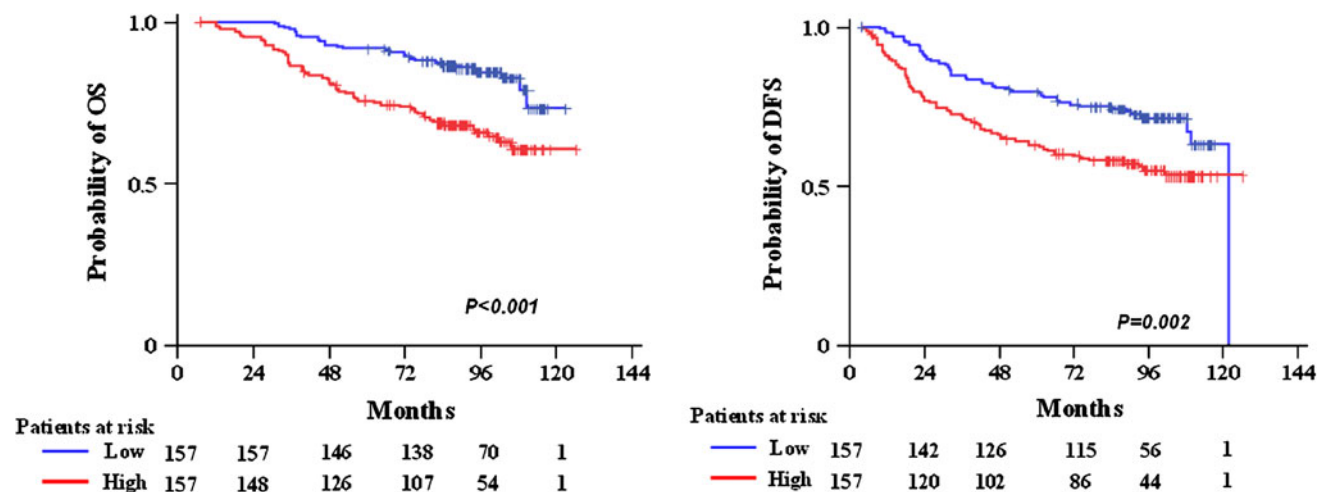 1.0
0.5
0
Probability of OS
P<0.001
0 24 48 72 96 120 144
Months
Patients at risk
Low 157 157 146 138 70 1
High 157 148 126 107 54 1
1.0
0.5
0
Probability of DFS
P=0.002
0 24 48 72 96 120 144
Months
Patients at risk
Low 157 142 126 115 56 1
High 157 120 102 86 44 1